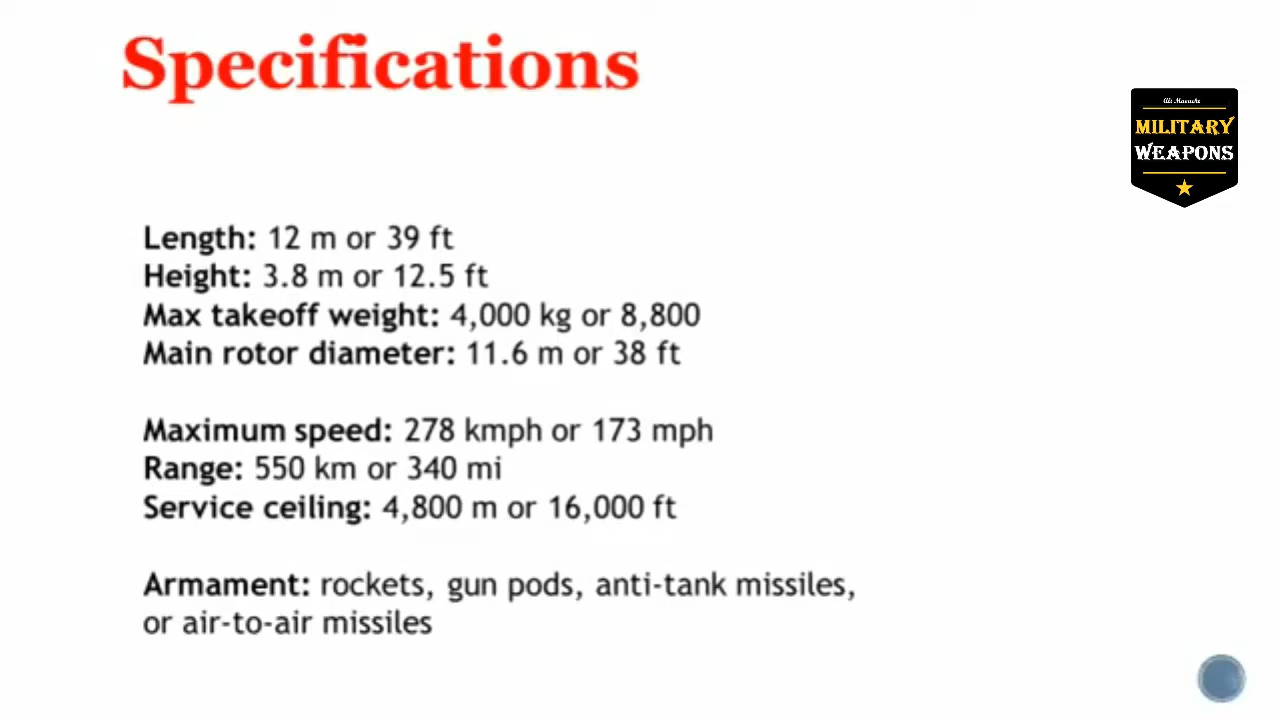 Specifications
MILITARY
WEAPONS
Length: 12 m or 39 ft
Height: 3.8 m or 12.5 ft
Max takeoff weight: 4,000 kg or 8,800
Main rotor diameter: 11.6 m or 38 ft
Maximum speed: 278 kmph or 173 mph
Range: 550 km or 340 mi
Service ceiling: 4,800 m or 16,000 ft
Armament: rockets, gun pods, anti-tank missiles,
or air-to-air missiles